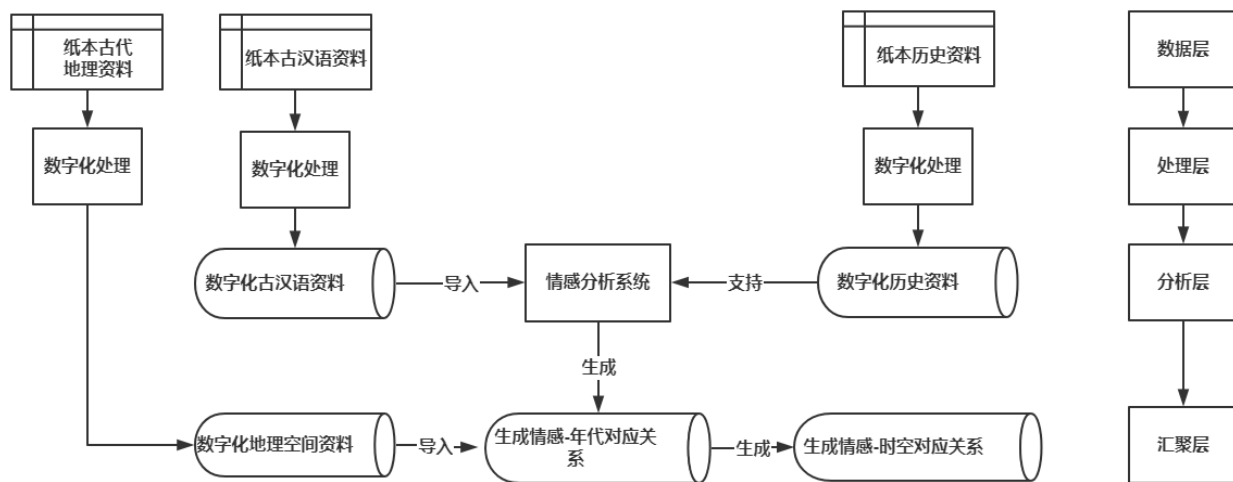 纸本古代
地理资料
纸本古汉语资料
纸本历史资料
数据层
数字化处理
数字化处理
数字化处理
处理层
数字化古汉语资料
导入
情感分析系统
支持
数字化历史资料
分析层
生成
数字化地理空间资料
导入
生成情感-年代对应关
系
生成
生成情感-时空对应关系
汇聚层